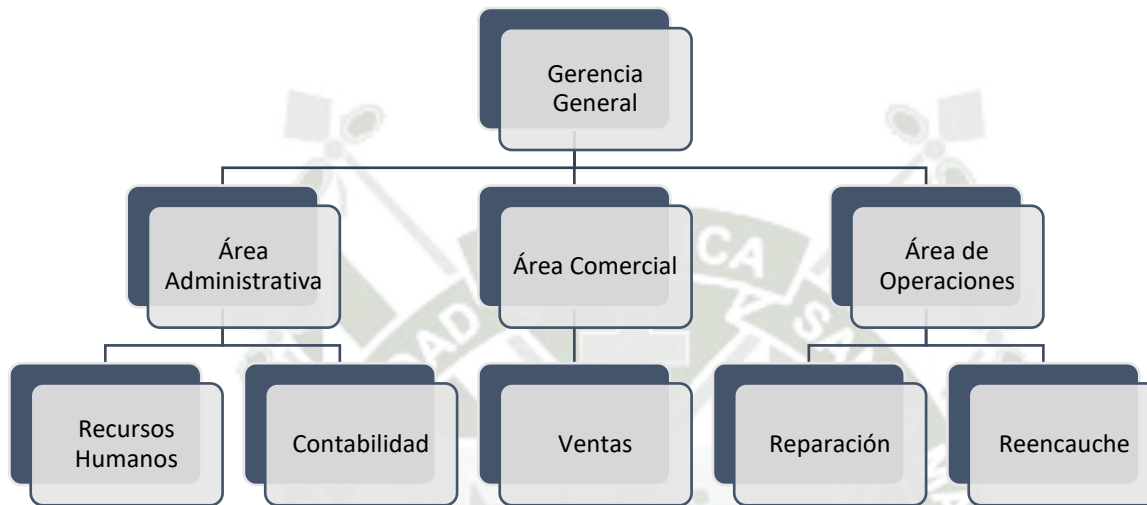 Gerencia
General
Área
Administrativa
Área Comercial
Área de
Operaciones
Recursos
Humanos
Contabilidad
Ventas
Reparación
Reencauche